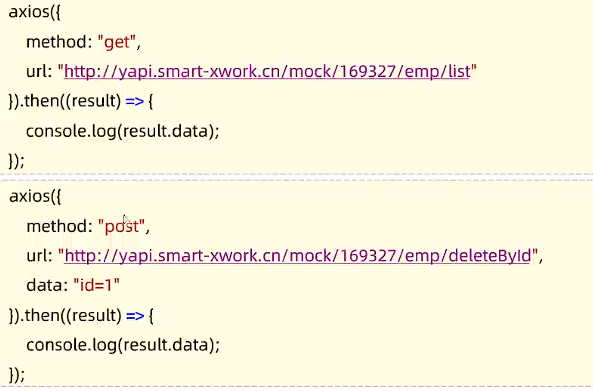 axios({
method: "get",
url: "http://yapi.smart-xwork.cn/mock/169327/emp/list"
}).then((result) => {
console.log(result.data);
});
axios({
method: "post",
url: "http://yapi.smart-xwork.cn/mock/169327/emp/deleteById",
data: "id=1"
}).then((result) => {
console.log(result.data);
});